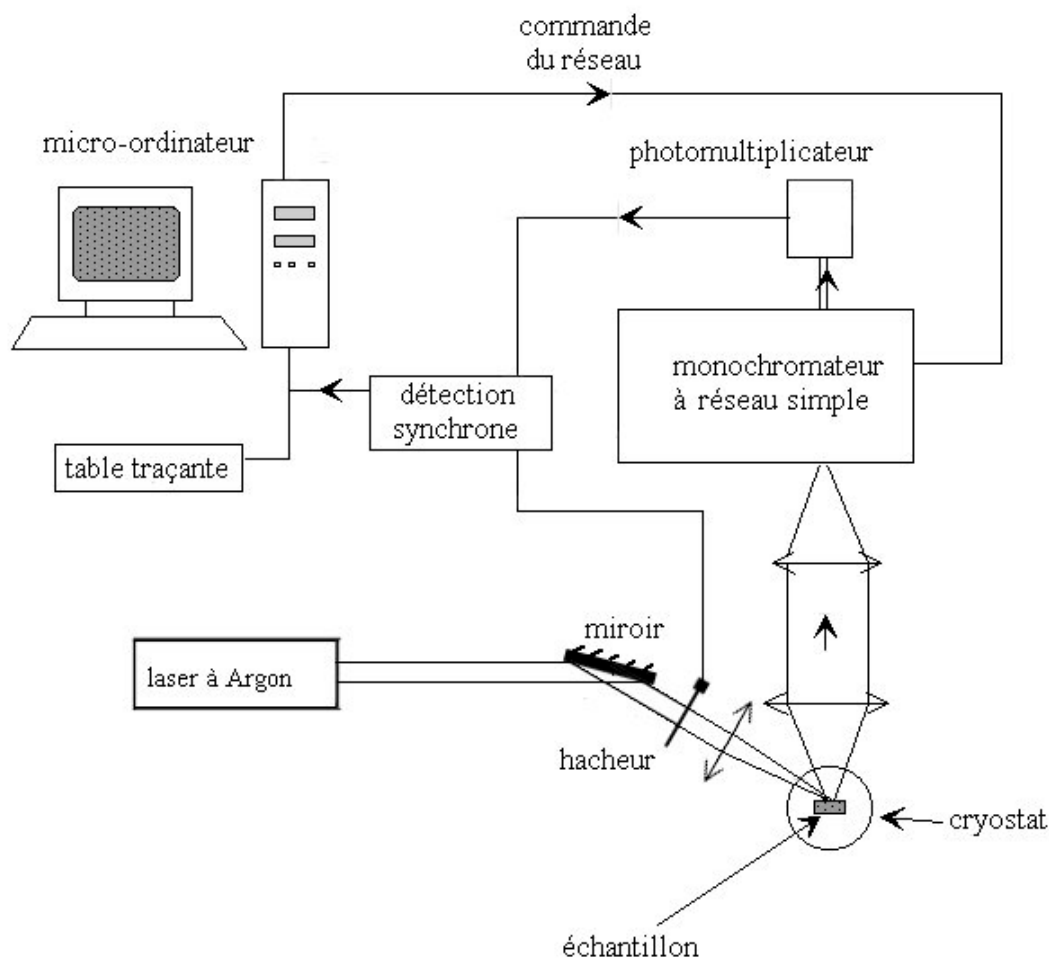 commande
du réseau
micro-ordinateur
photomultiplicateur
monochromateur
à réseau simple
détection
synchrone
table traçante
miroir
laser à Argon
hacheur
cryostat
échantillon